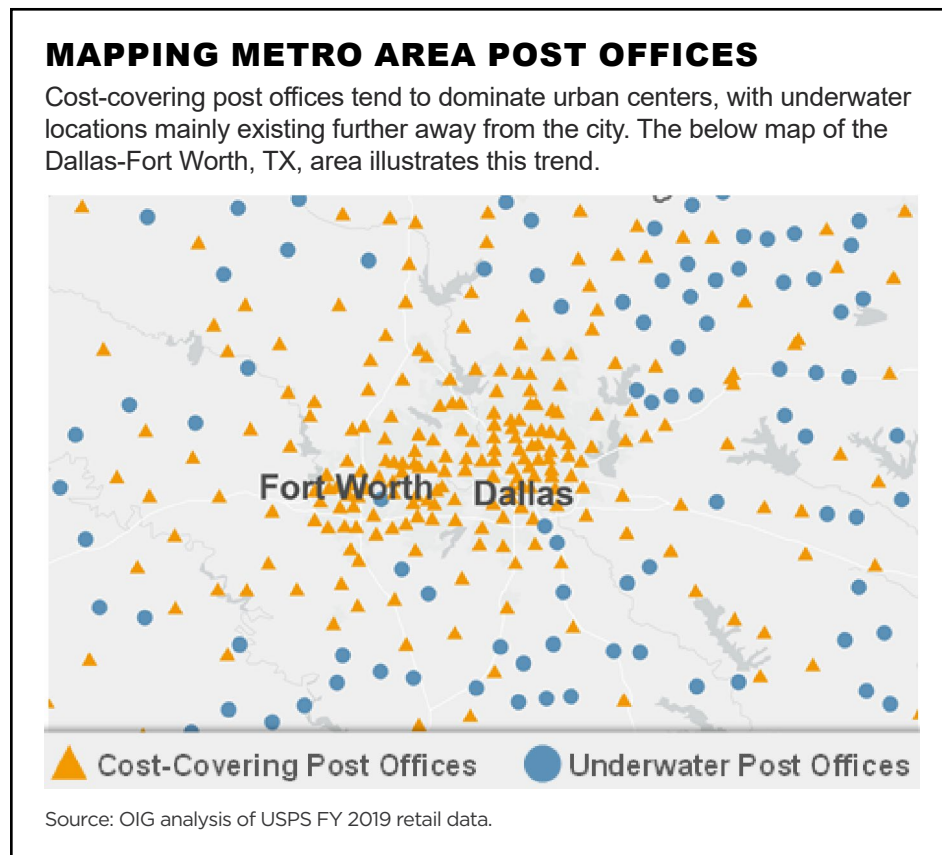 MAPPING METRO AREA POST OFFICES
Cost-covering post offices tend to dominate urban centers, with underwater
locations mainly existing further away from the city. The below map of the
Dallas-Fort Worth, TX, area illustrates this trend.
Fort Worth
Dallas
Cost-Covering Post Offices
Underwater Post Offices
Source: OIG analysis of USPS FY 2019 retail data.